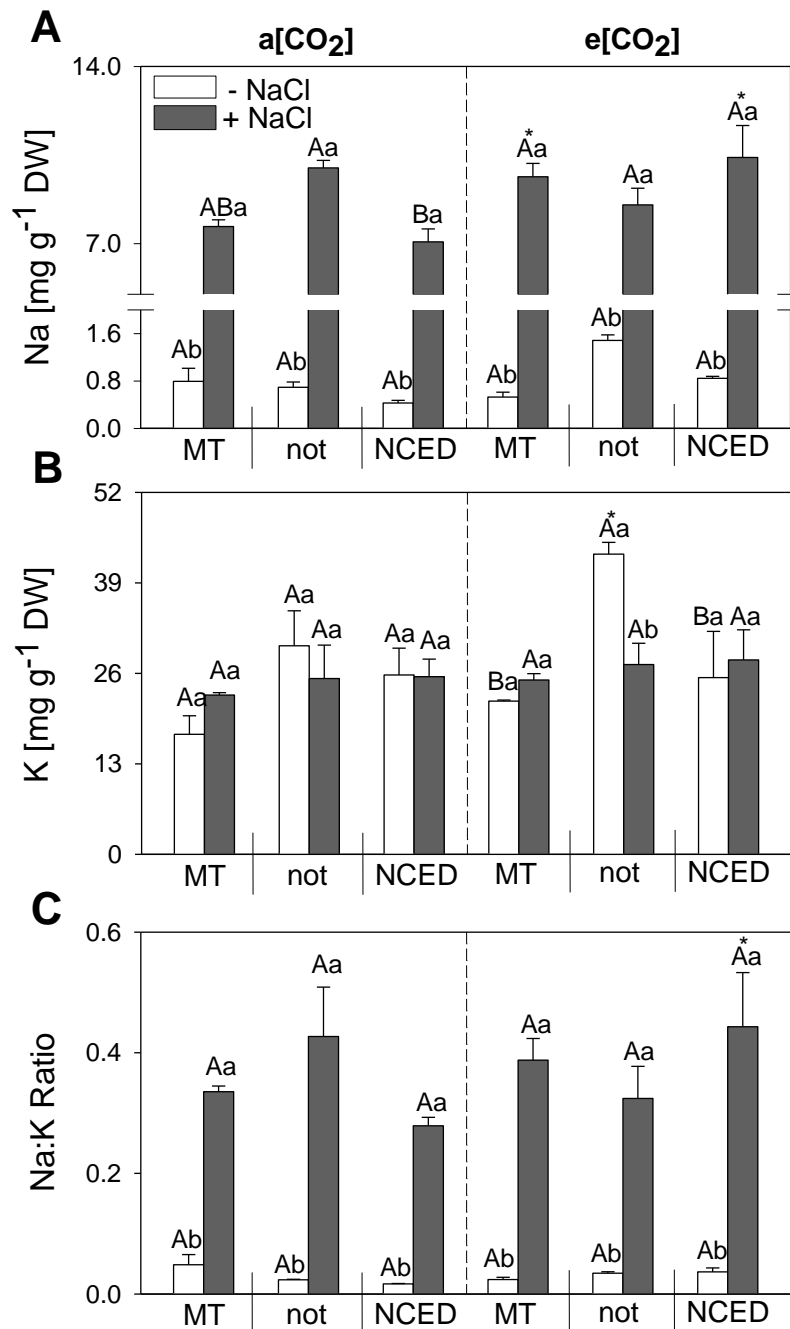 A
a[CO2] e[CO2]
14.0
- NaCl
+ NaCl
* *
Aa Aa Aa Aa
ABa Ba
Na [mg g-1 DW]
7.0
1.6
Ab Ab Ab Ab Ab Ab
0.8
0.0
MT not NCED MT not NCED
B
52
*
Aa
39
Aa Aa Aa Aa Ab Ba Aa
K [mg g-1 DW]
26
Aa Aa Ba Aa
13
0
MT not NCED MT not NCED
C
0.6
*
Aa Aa
Aa Aa
0.4
Aa Aa
Na:K Ratio
0.2
Ab Ab Ab Ab Ab Ab
0.0
MT not NCED MT not NCED